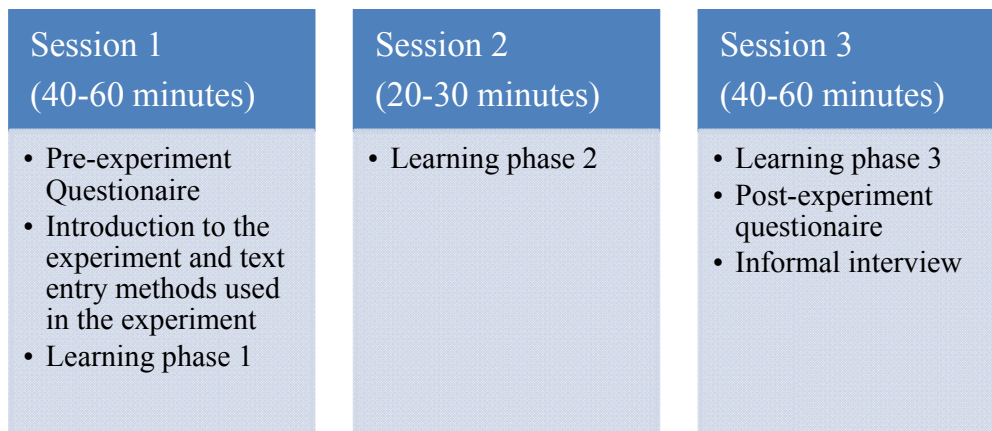 Session 1
(40-60 minutes)
• Pre-experiment
Questionaire
• Introduction to the
experiment and text
entry methods used
in the experiment
• Learning phase 1
Session 2
(20-30 minutes)
• Learning phase 2
Session 3
(40-60 minutes)
• Learning phase 3
• Post-experiment
questionaire
• Informal interview